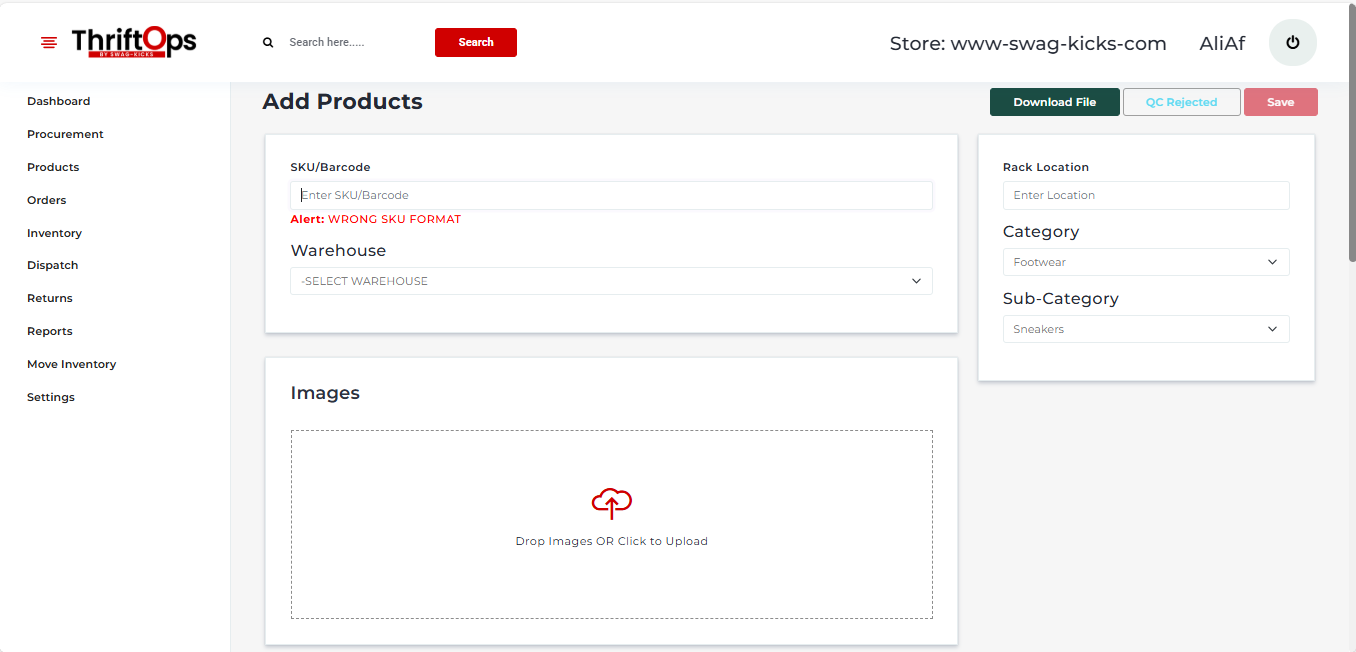 ThriftOps
BY SWAG-KICKS
Search here.....
Search
Store: www-swag-kicks-com
AliAf
Dashboard
Procurement
Products
Orders
Inventory
Dispatch
Returns
Reports
Move Inventory
Settings
Add Products
Download File
QC Rejected
Save
SKU/Barcode
Enter SKU/Barcode
Alert: WRONG SKU FORMAT
Warehouse
-SELECT WAREHOUSE
Images
Drop Images OR Click to Upload
Rack Location
Enter Location
Category
Footwear
Sub-Category
Sneakers